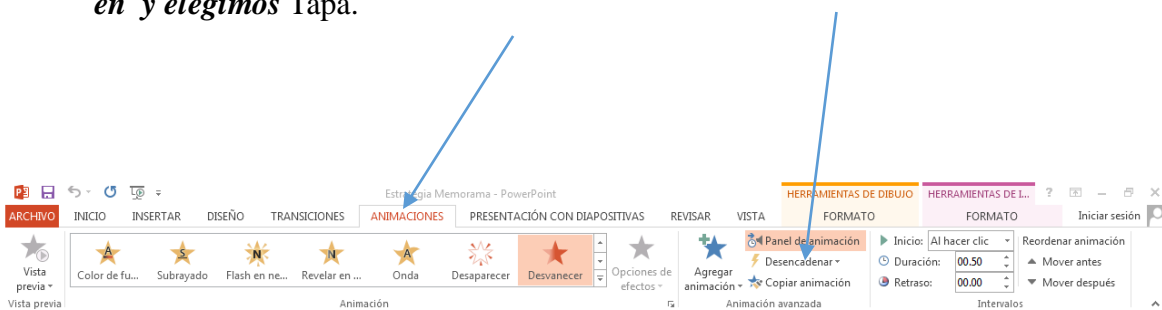 en y elegimos Tapa.
Estrategia Memorama - PowerPoint
HERRAMIENTAS DE DIBUJO HERRAMIENTAS DE I...
ARCHIVO INICIO INSERTAR DISEÑO TRANSICIONES ANIMACIONES PRESENTACIÓN CON DIAPOSITIVAS REVISAR VISTA FORMATO FORMATO Iniciar sesión
Vista previa
Color de fu... Subrayado Flash en ne... Revelar en ... Onda Desaparecer Desvanecer
Opciones de efectos
Agregar animación
Panel de animación
Desencadenar
Copiar animación
Inicio: Al hacer clic
Duración: 00.50
Retraso: 00.00
Reordenar animación
Mover antes
Mover después
Vista previa Animación Animación avanzada Intervalos